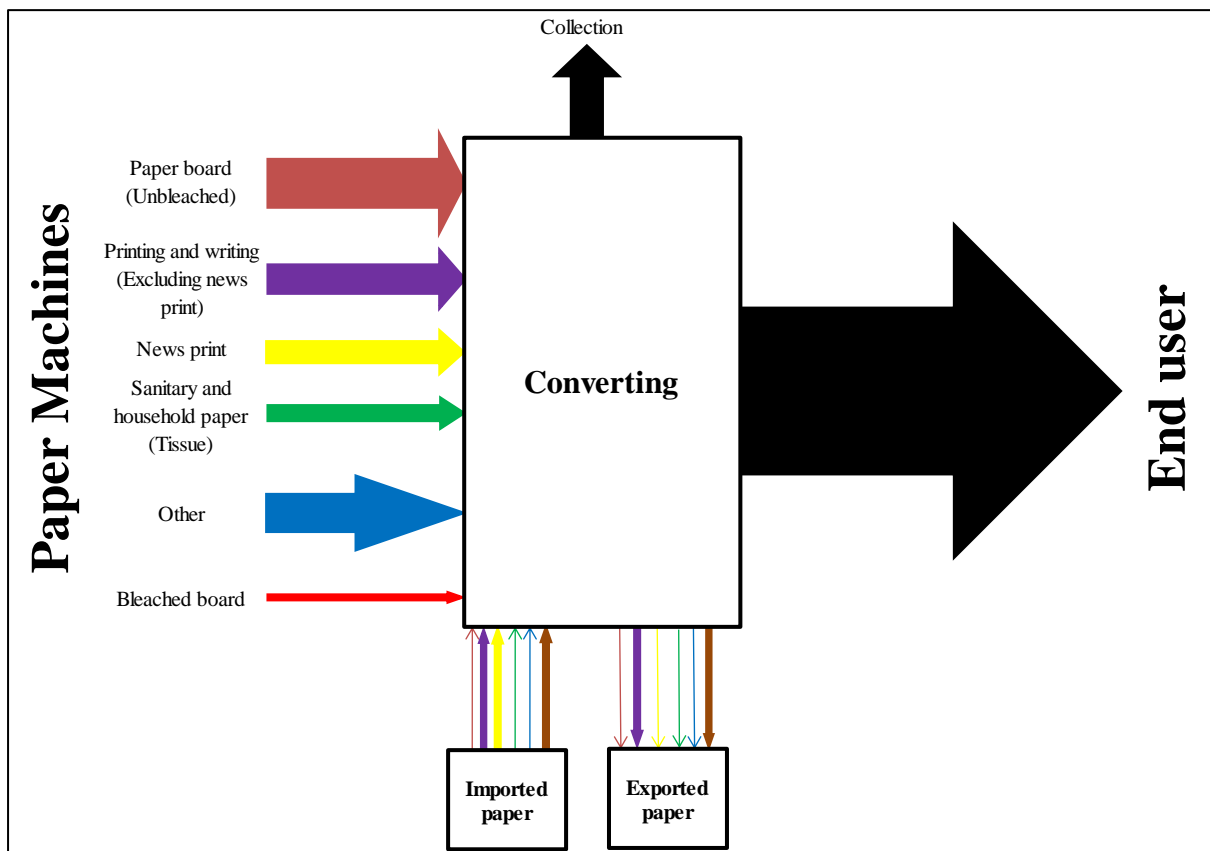 Collection
Paper Machines
Paper board
(Unbleached)
Printing and writing
(Excluding news
print)
News print
Sanitary and
household paper
(Tissue)
Other
Bleached board
Converting
End user
Imported
paper
Exported
paper